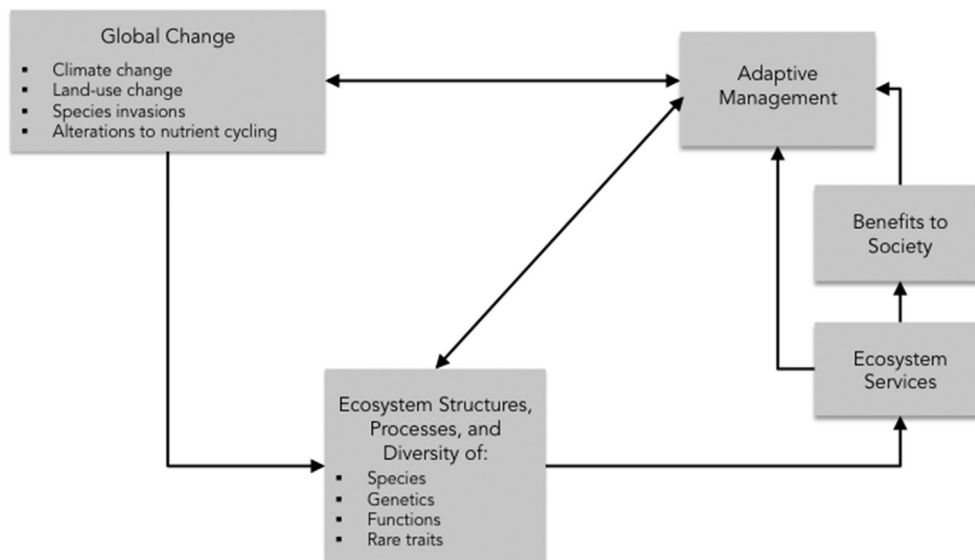 Global Change
▪ Climate change
▪ Land-use change
▪ Species invasions
▪ Alterations to nutrient cycling
Adaptive
Management
Benefits to
Society
Ecosystem
Services
Ecosystem Structures,
Processes, and
Diversity of:
▪ Species
▪ Genetics
▪ Functions
▪ Rare traits